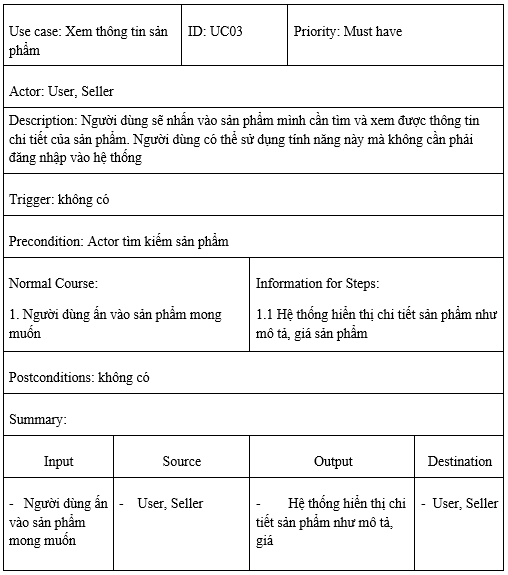 Use case: Xem thông tin sản
phẩm
ID: UC03
Priority: Must have
Actor: User, Seller
Description: Người dùng sẽ nhấn vào sản phẩm mình cần tìm và xem được thông tin
chi tiết của sản phẩm. Người dùng có thể sử dụng tính năng này mà không cần phải
đăng nhập vào hệ thống
Trigger: không có
Precondition: Actor tìm kiếm sản phẩm
Normal Course:
1. Người dùng ấn vào sản phẩm mong
muốn
Information for Steps:
1.1 Hệ thống hiển thị chi tiết sản phẩm như
mô tả, giá sản phẩm
Postconditions: không có
Summary:
Input
Source
Output
Destination
- Người dùng ấn
vào sản phẩm
mong muốn
- User, Seller
- Hệ thống hiển thị chi
tiết sản phẩm như mô tả,
giá
- User, Seller